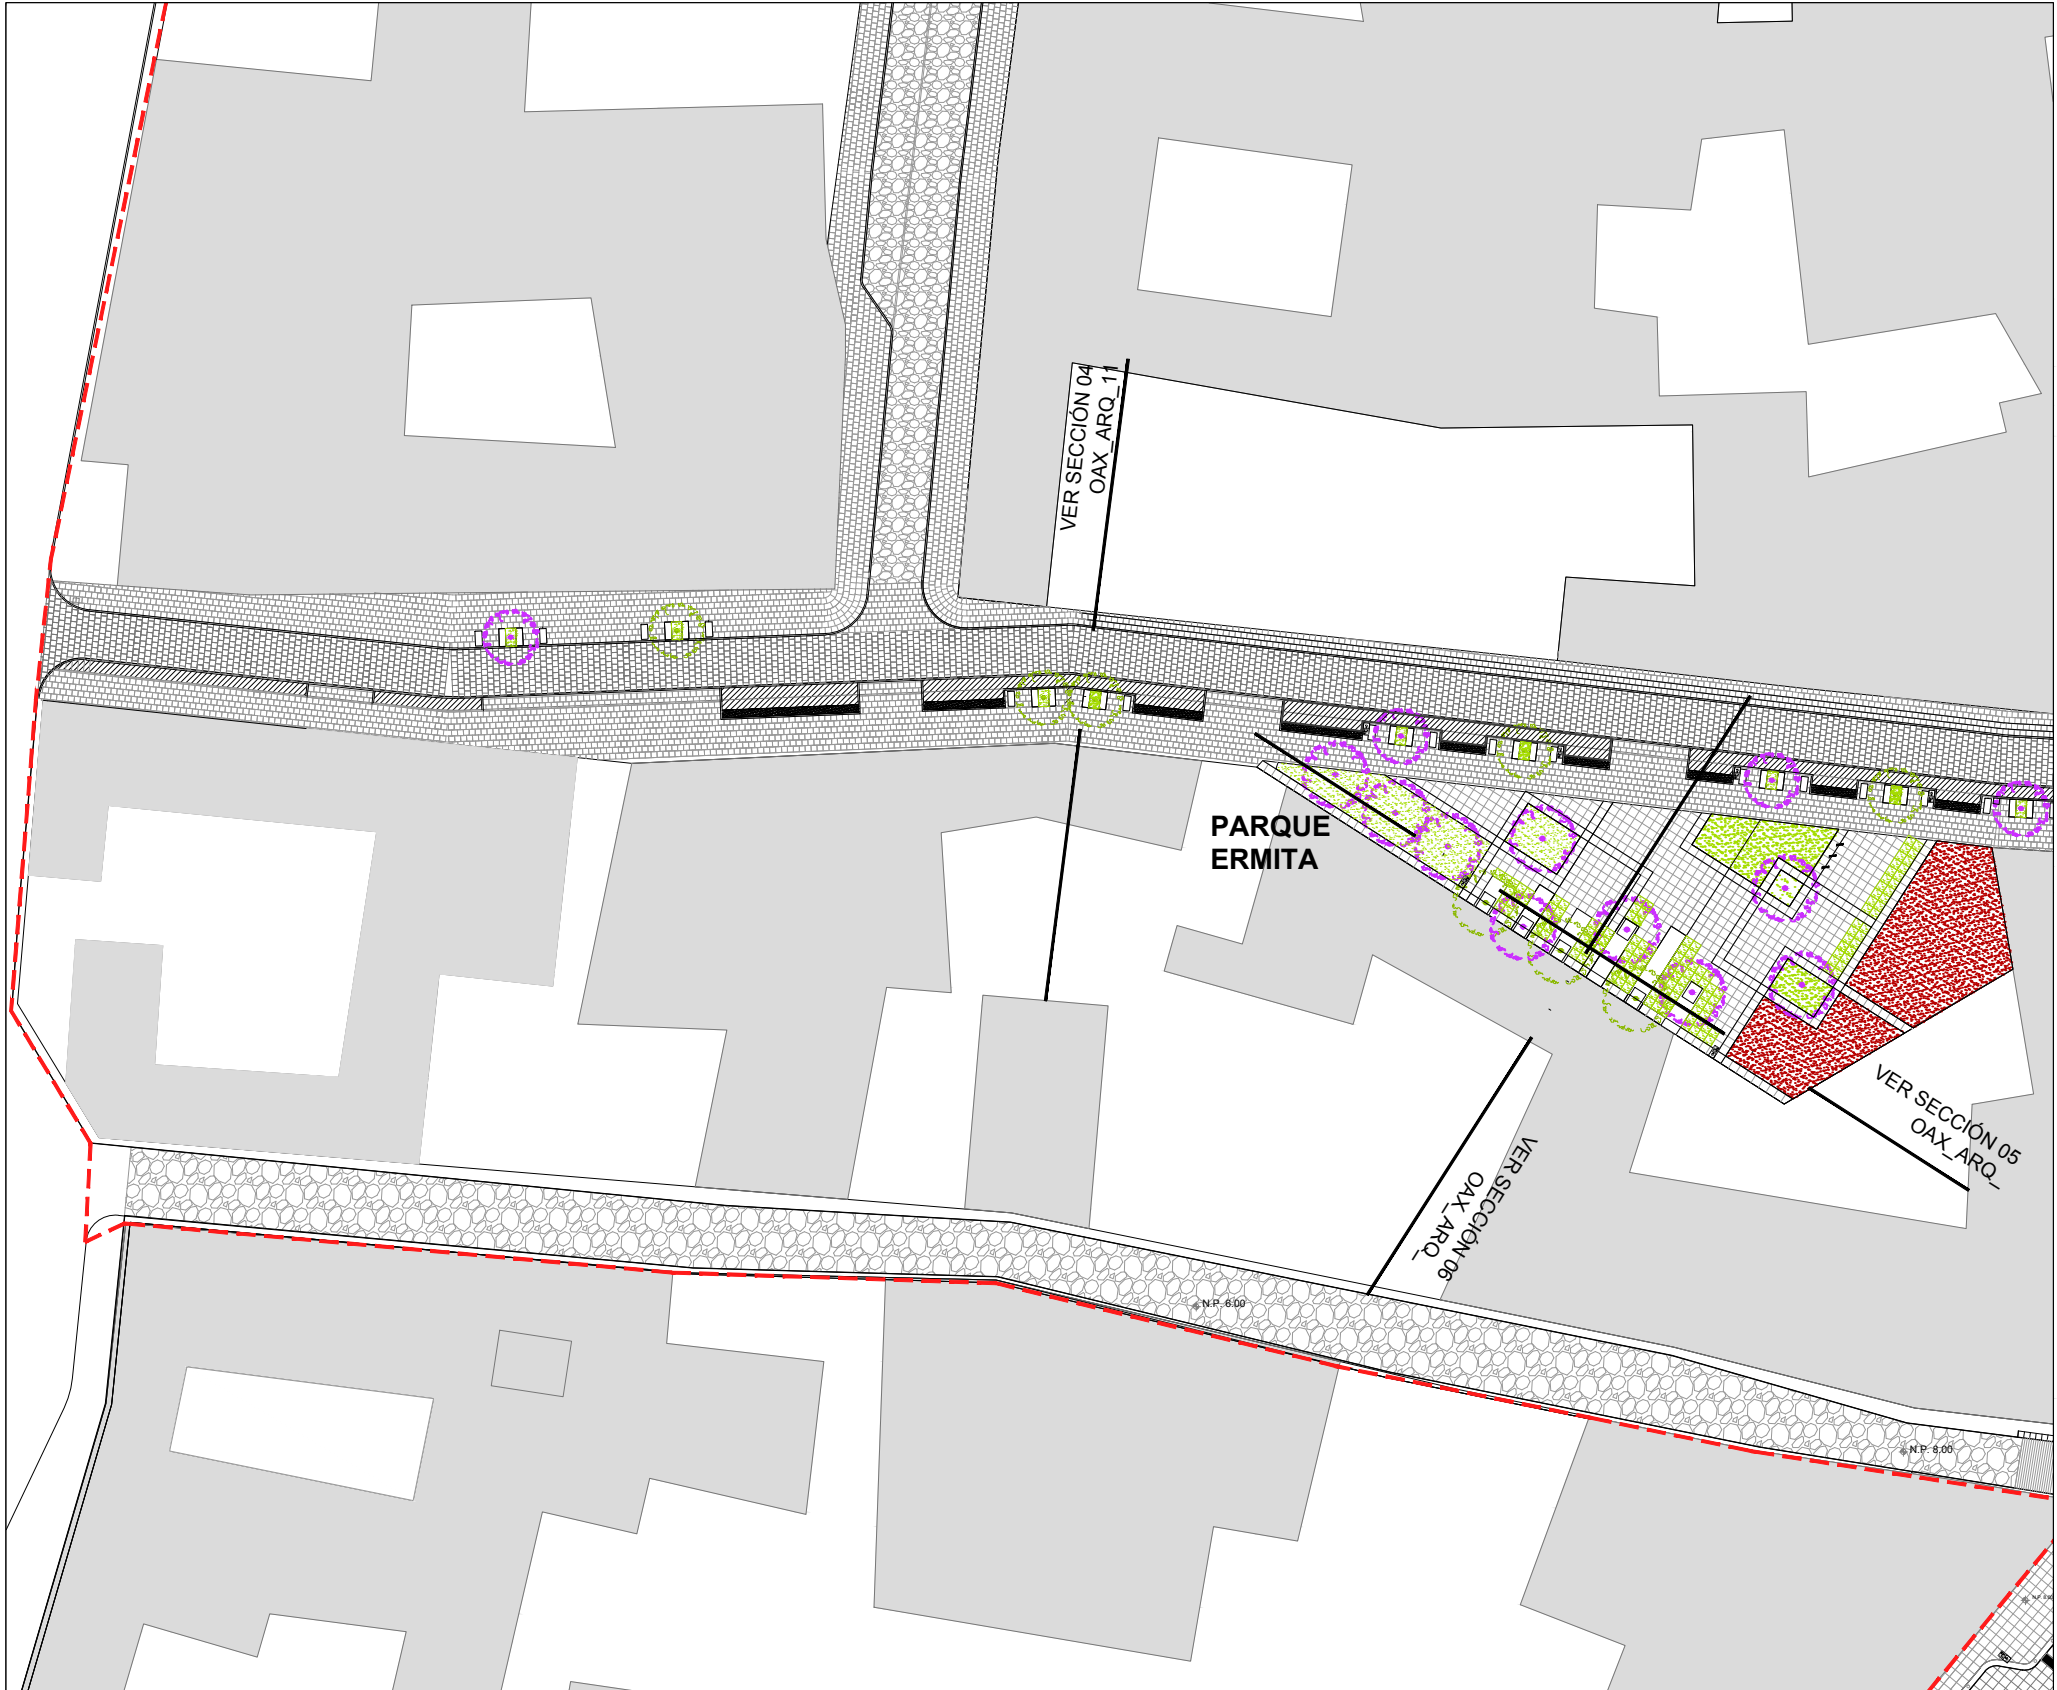 VER SECCIÓN 04
OAX_ARQ_11
PARQUE
ERMITA
VER SECCIÓN 05
OAX_ARQ_
VER SECCIÓN 06
OAX_ARQ_
N.P. 6.00
N.P. 8.00